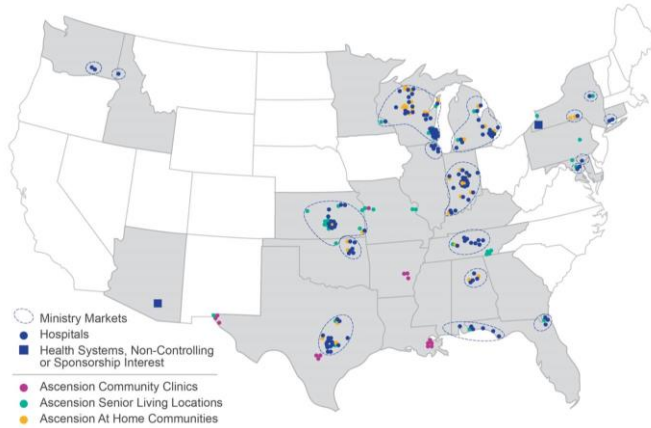 Ministry Markets
Hospitals
Health Systems, Non-Controlling
or Sponsorship Interest
Ascension Community Clinics
Ascension Senior Living Locations
Ascension At Home Communities